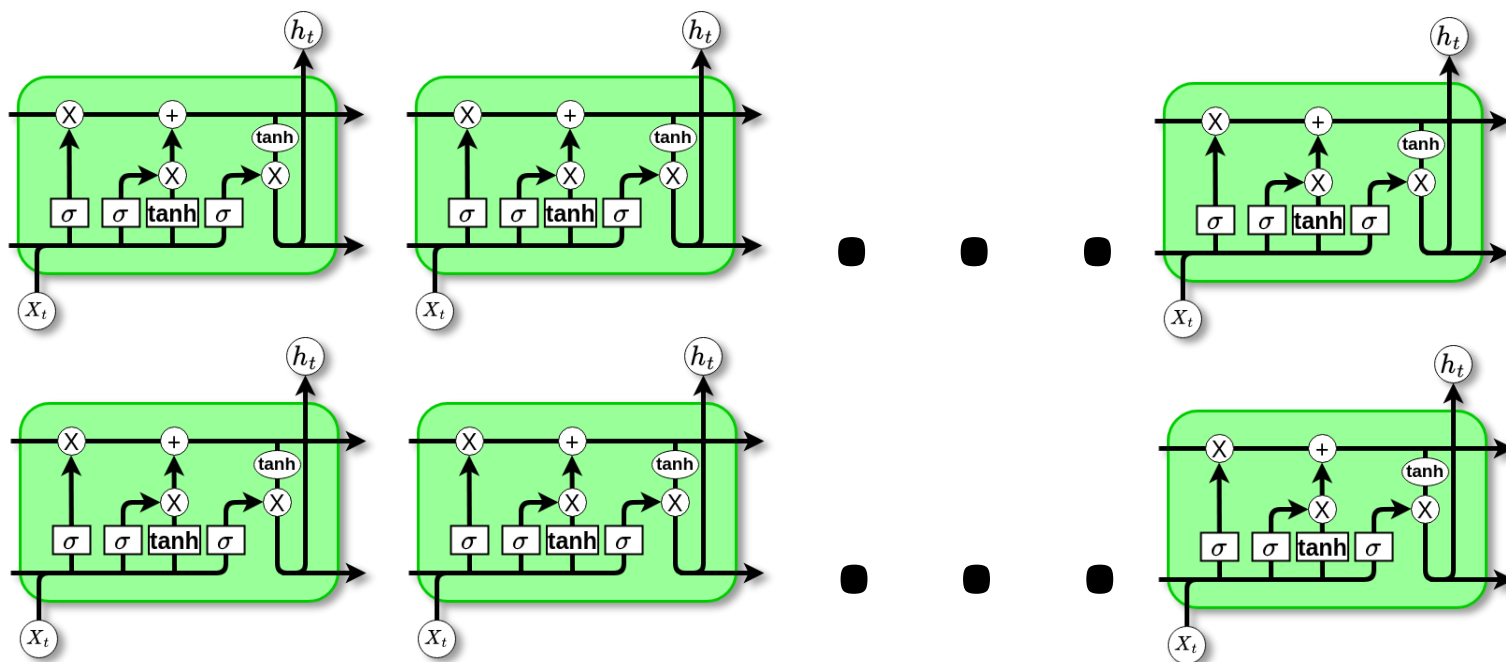 h_t h_t h_t
X + X + X +
tanh tanh tanh
X X X X X X
σ σ tanh σ σ σ tanh σ σ σ tanh σ
X_t X_t X_t
h_t h_t h_t
X + X + X +
tanh tanh tanh
X X X X X X
σ σ tanh σ σ σ tanh σ σ σ tanh σ
X_t X_t X_t